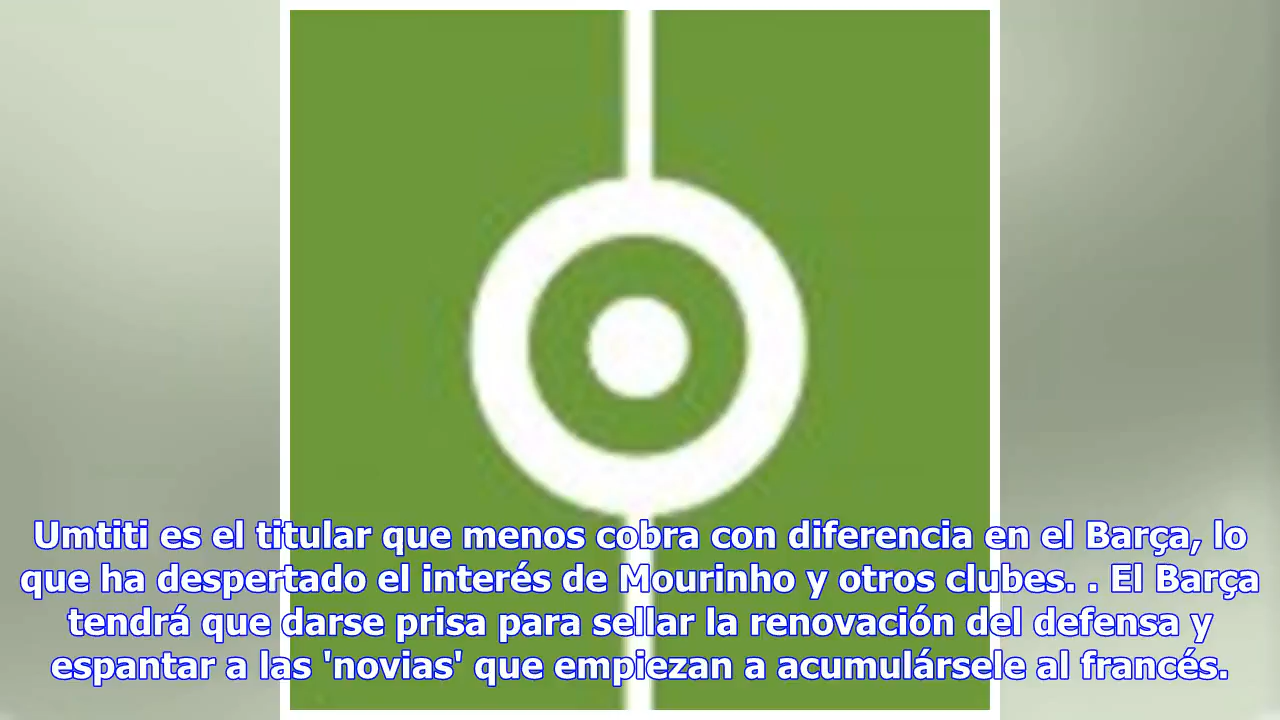 Umtiti es el titular que menos cobra con diferencia en el Barça, lo
que ha despertado el interés de Mourinho y otros clubes. . El Barça
tendrá que darse prisa para sellar la renovación del defensa y
espantar a las 'novias' que empiezan a acumulársele al francés.